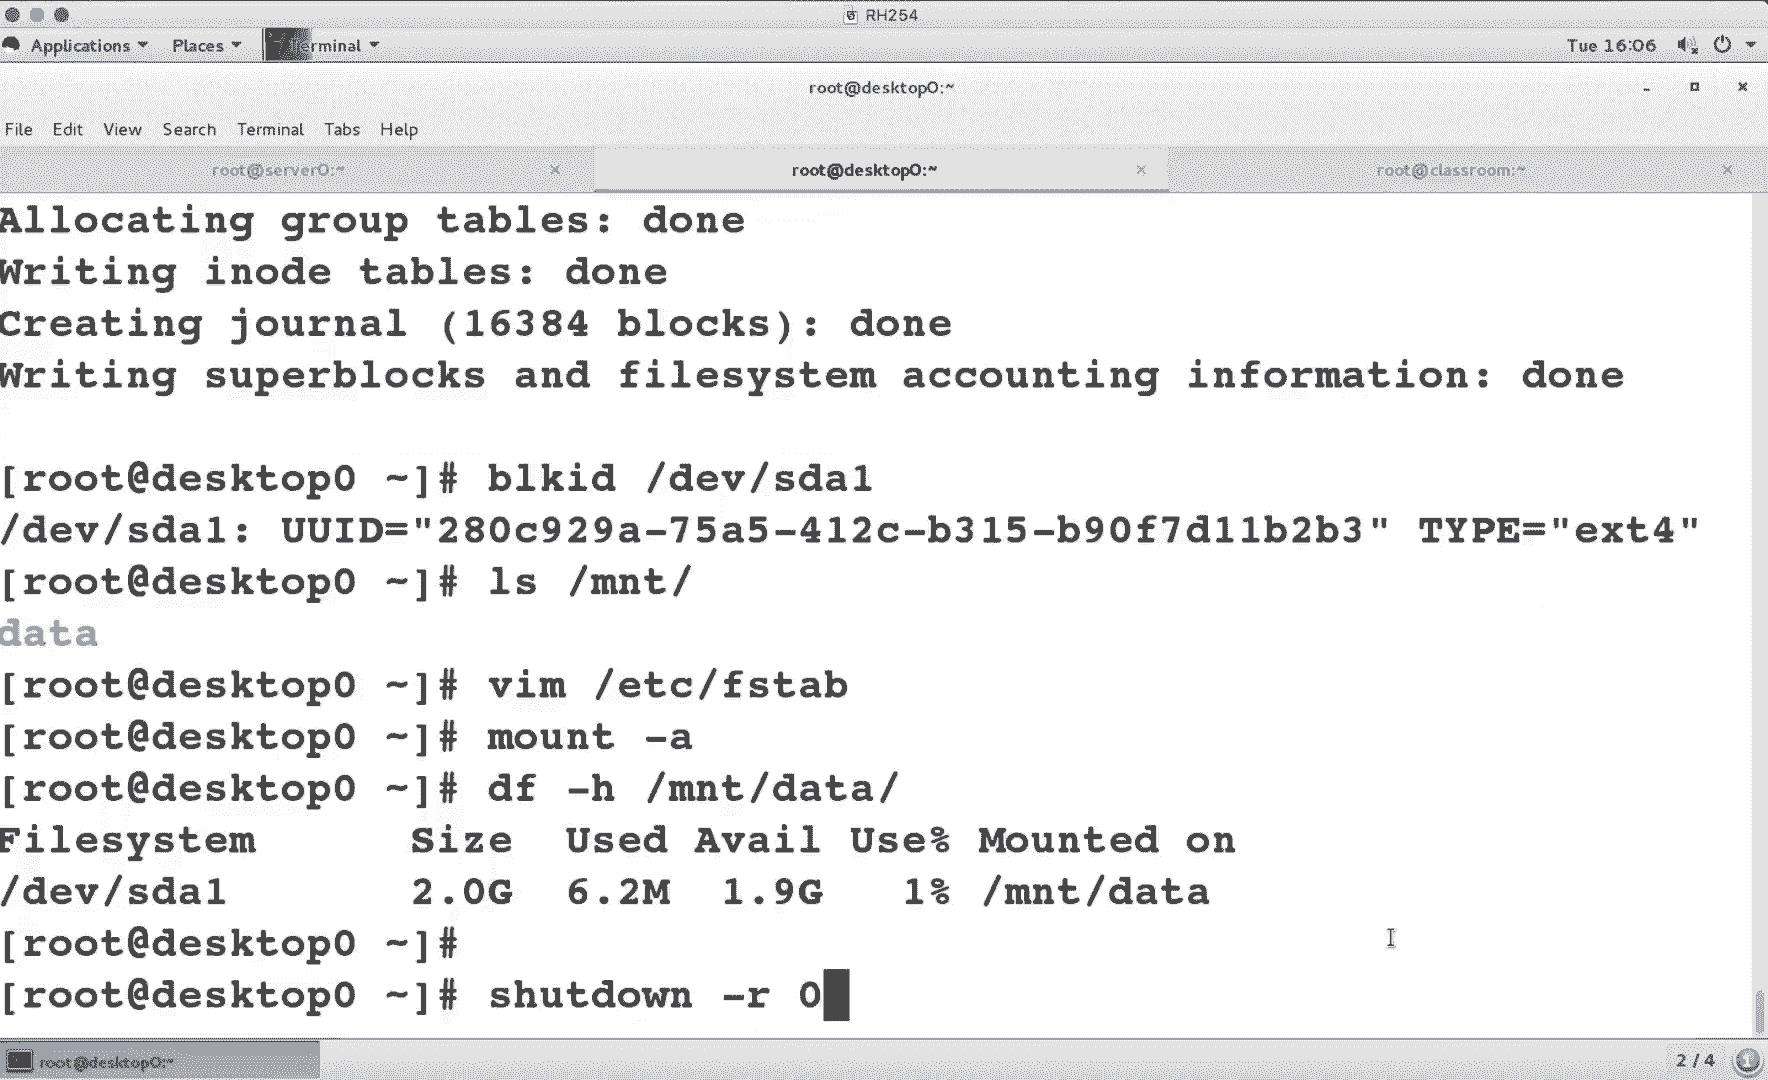 RH254
Applications Places Terminal Tue 16:06
root@desktop0:~
File Edit View Search Terminal Tabs Help
root@server0:~ root@desktop0:~ root@classroom:~
Allocating group tables: done
Writing inode tables: done
Creating journal (16384 blocks): done
Writing superblocks and filesystem accounting information: done
[root@desktop0 ~]# blkid /dev/sda1
/dev/sda1: UUID="280c929a-75a5-412c-b315-b90f7d11b2b3" TYPE="ext4"
[root@desktop0 ~]# ls /mnt/
data
[root@desktop0 ~]# vim /etc/fstab
[root@desktop0 ~]# mount -a
[root@desktop0 ~]# df -h /mnt/data/
Filesystem Size Used Avail Use% Mounted on
/dev/sda1 2.0G 6.2M 1.9G 1% /mnt/data
[root@desktop0 ~]#
[root@desktop0 ~]# shutdown -r 0
root@desktop0:~ 2 / 4 1